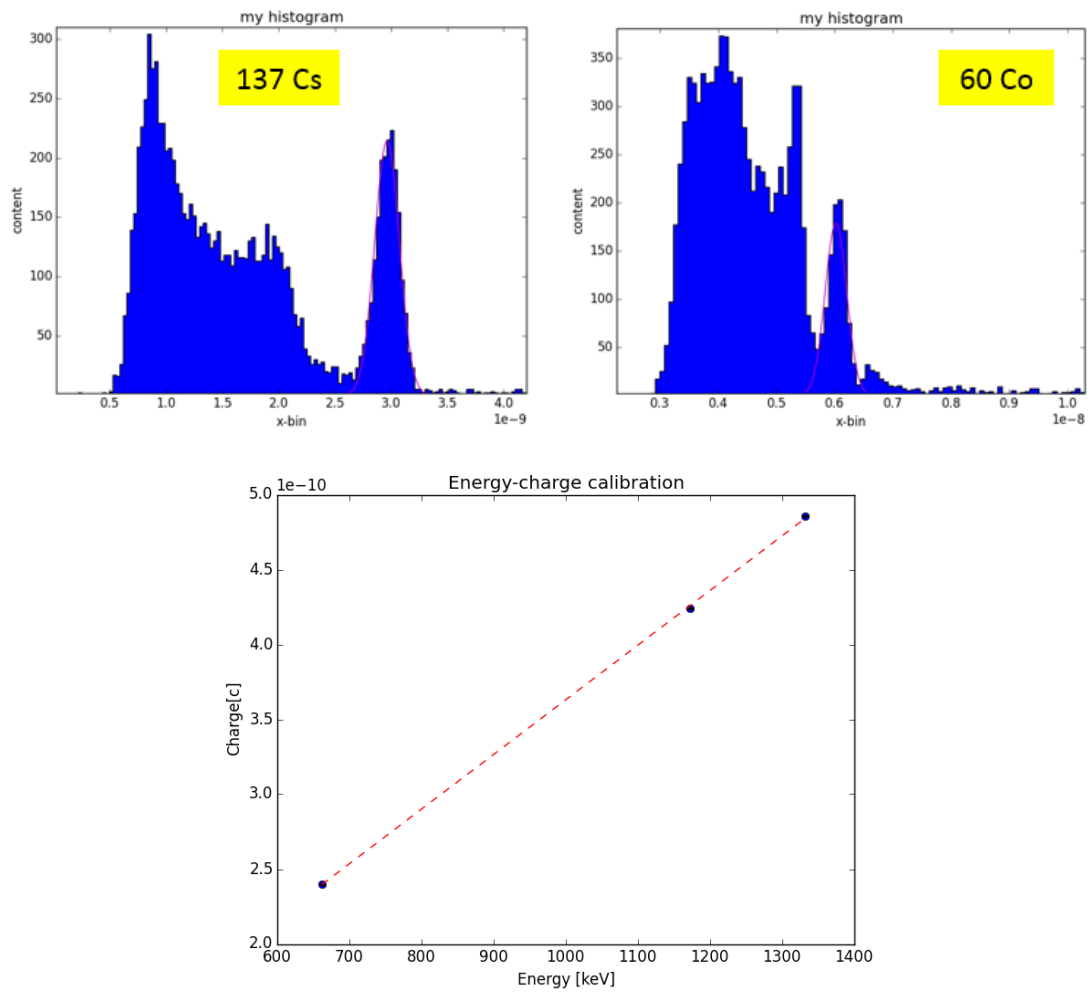 my histogram
137 Cs
content
300
250
200
150
100
50
0.5 1.0 1.5 2.0 2.5 3.0 3.5 4.0
x-bin
1e−9
my histogram
60 Co
content
350
300
250
200
150
100
50
0.3 0.4 0.5 0.6 0.7 0.8 0.9 1.0
x-bin
1e−8
Energy-charge calibration
1e−10
Charge[c]
5.0
4.5
4.0
3.5
3.0
2.5
2.0
600 700 800 900 1000 1100 1200 1300 1400
Energy [keV]